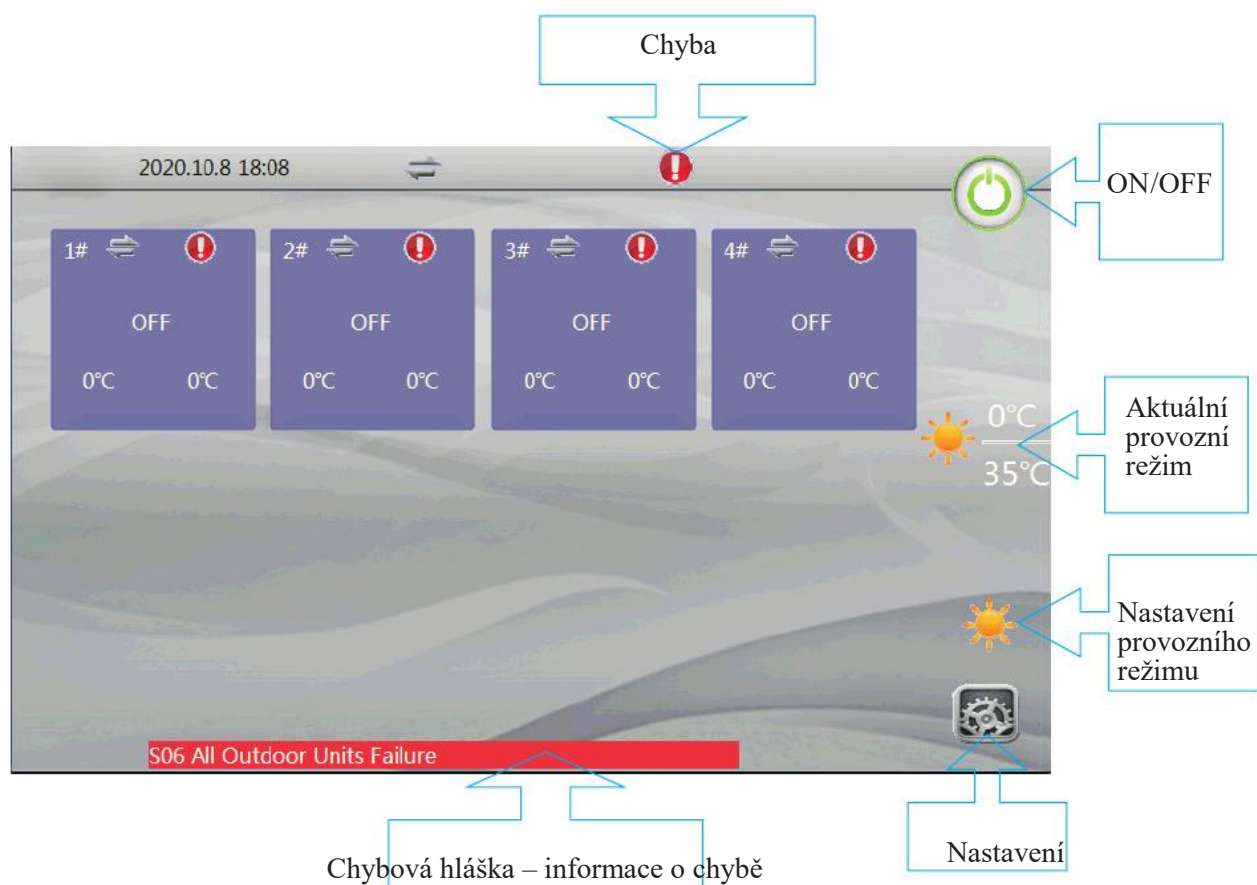 Chyba
2020.10.8 18:08
ON/OFF
1#
2#
3#
4#
OFF
OFF
OFF
OFF
0℃ 0℃
0℃ 0℃
0℃ 0℃
0℃ 0℃
0℃
35℃
Aktuální
provozní
režim
Nastavení
provozního
režimu
S06 All Outdoor Units Failure
Chybová hláška – informace o chybě
Nastavení